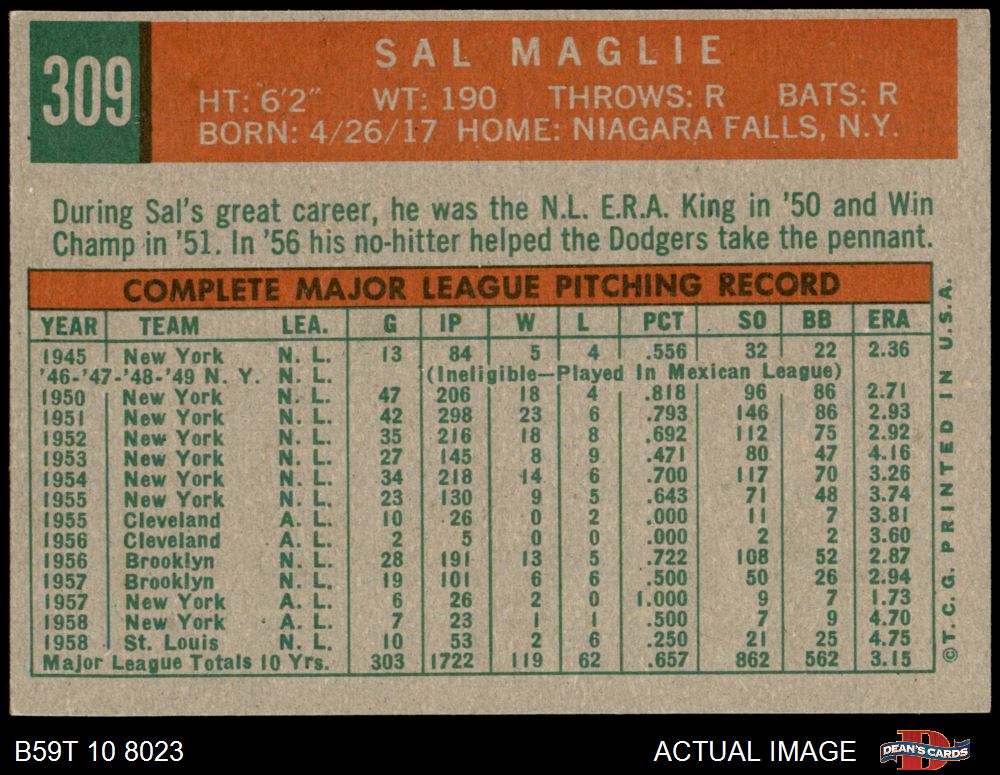 309
SAL MAGLIE
HT: 6'2" WT: 190 THROWS: R BATS: R
BORN: 4/26/17 HOME: NIAGARA FALLS, N.Y.
During Sal's great career, he was the N.L. E.R.A. King in '50 and Win
Champ in '51. In '56 his no-hitter helped the Dodgers take the pennant.
COMPLETE MAJOR LEAGUE PITCHING RECORD
YEAR TEAM LEA. G IP W L PCT SO BB ERA
1945 New York N. L. 13 84 5 4 .556 32 22 2.36
'46-'47-'48-'49 N. Y. N. L. (Ineligible—Played In Mexican League)
1950 New York N. L. 47 206 18 4 .818 96 86 2.71
1951 New York N. L. 42 298 23 6 .793 146 86 2.93
1952 New York N. L. 35 216 18 8 .692 112 75 2.92
1953 New York N. L. 27 145 8 9 .471 80 47 4.16
1954 New York N. L. 34 218 14 6 .700 117 70 3.26
1955 New York N. L. 23 130 9 5 .643 71 48 3.74
1955 Cleveland A. L. 10 26 0 2 .000 11 7 3.81
1956 Cleveland A. L. 2 5 0 0 .000 2 2 3.60
1956 Brooklyn N. L. 28 191 13 5 .722 108 52 2.87
1957 Brooklyn N. L. 19 101 6 6 .500 50 26 2.94
1957 New York A. L. 6 26 2 0 1.000 9 7 1.73
1958 New York A. L. 7 23 1 1 .500 7 9 4.70
1958 St. Louis N. L. 10 53 2 6 .250 21 25 4.75
Major League Totals 10 Yrs. 303 1722 119 62 .657 862 562 3.15
©T.C.G. PRINTED IN U.S.A.
B59T 10 8023
ACTUAL IMAGE
D
DEAN'S CARDS